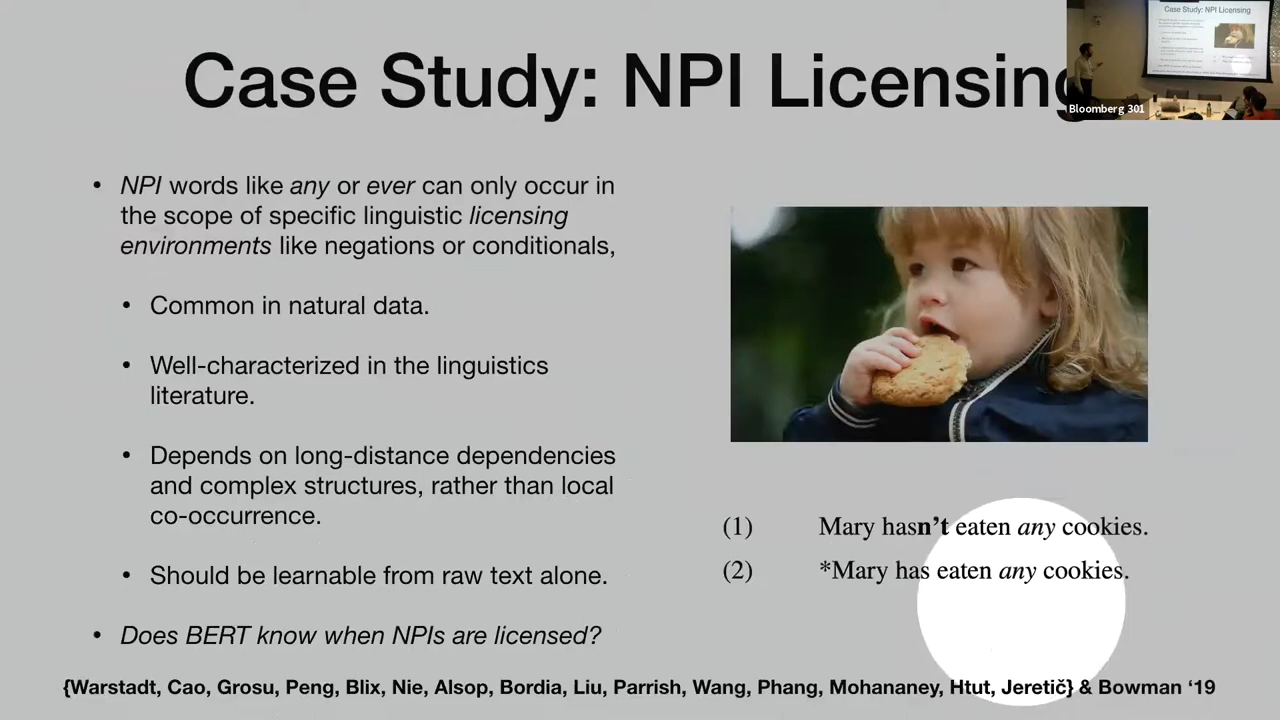 Case Study: NPI Licensing
Case Study: NPI Licensing
Bloomberg 301
• NPI words like any or ever can only occur in
the scope of specific linguistic licensing
environments like negations or conditionals,
• Common in natural data.
• Well-characterized in the linguistics
literature.
• Depends on long-distance dependencies
and complex structures, rather than local
co-occurrence.
• Should be learnable from raw text alone.
• Does BERT know when NPIs are licensed?
(1) Mary hasn’t eaten any cookies.
(2) *Mary has eaten any cookies.
{Warstadt, Cao, Grosu, Peng, Blix, Nie, Alsop, Bordia, Liu, Parrish, Wang, Phang, Mohananey, Htut, Jeretič} & Bowman ‘19